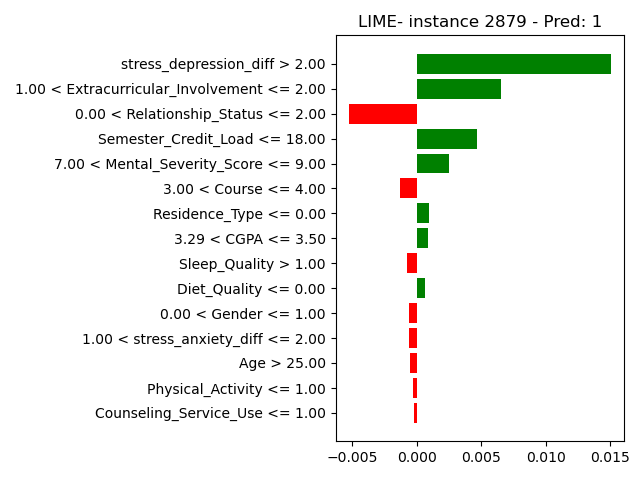 LIME- instance 2879 - Pred: 1
stress_depression_diff > 2.00
1.00 < Extracurricular_Involvement <= 2.00
0.00 < Relationship_Status <= 2.00
Semester_Credit_Load <= 18.00
7.00 < Mental_Severity_Score <= 9.00
3.00 < Course <= 4.00
Residence_Type <= 0.00
3.29 < CGPA <= 3.50
Sleep_Quality > 1.00
Diet_Quality <= 0.00
0.00 < Gender <= 1.00
1.00 < stress_anxiety_diff <= 2.00
Age > 25.00
Physical_Activity <= 1.00
Counseling_Service_Use <= 1.00
−0.005 0.000 0.005 0.010 0.015